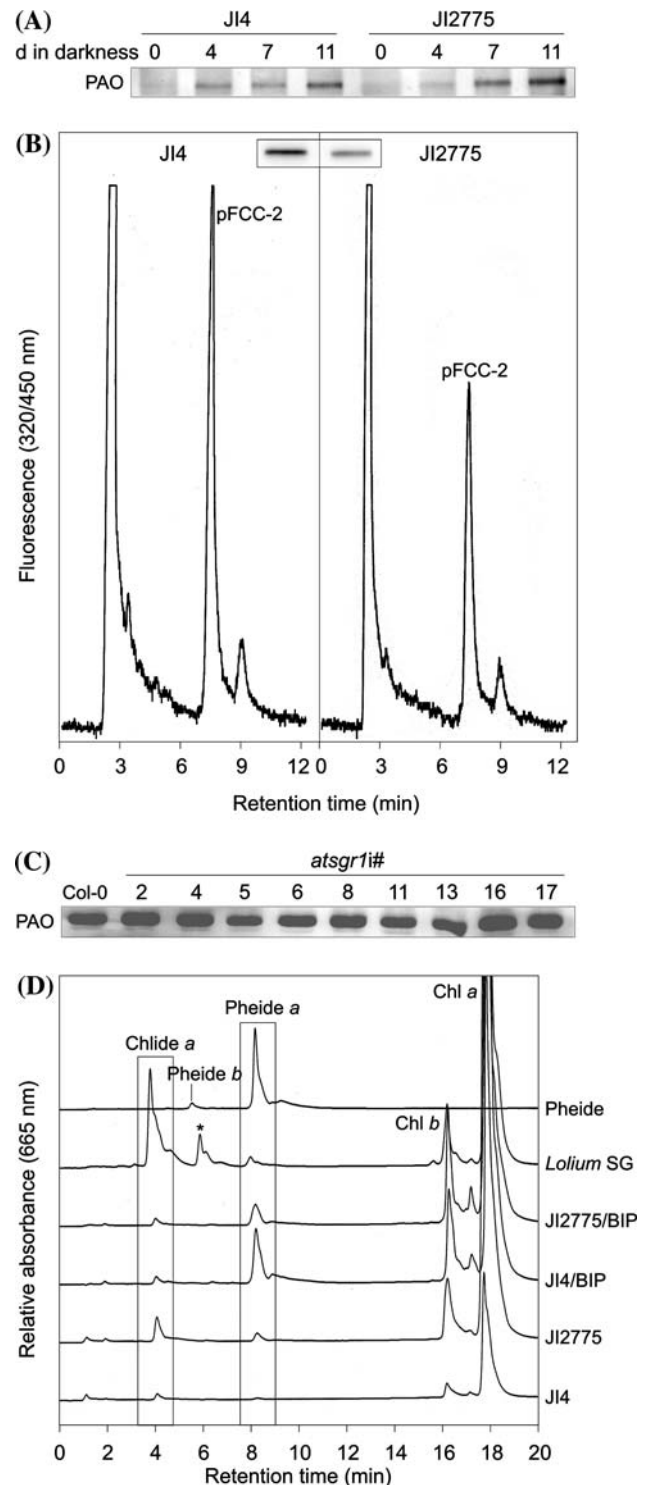 (A)
JI4 JI2775
d in darkness 0 4 7 11 0 4 7 11
PAO
(B)
JI4 JI2775
pFCC-2
pFCC-2
Fluorescence (320/450 nm)
0 3 6 9 12 0 3 6 9 12
Retention time (min)
(C)
atsgr1i#
Col-0 2 4 5 6 8 11 13 16 17
PAO
(D)
Chl a
Pheide a
Chlide a
Pheide b
Pheide
Chl b
*
Lolium SG
JI2775/BIP
JI4/BIP
JI2775
JI4
Relative absorbance (665 nm)
0 2 4 6 8 10 12 14 16 18 20
Retention time (min)